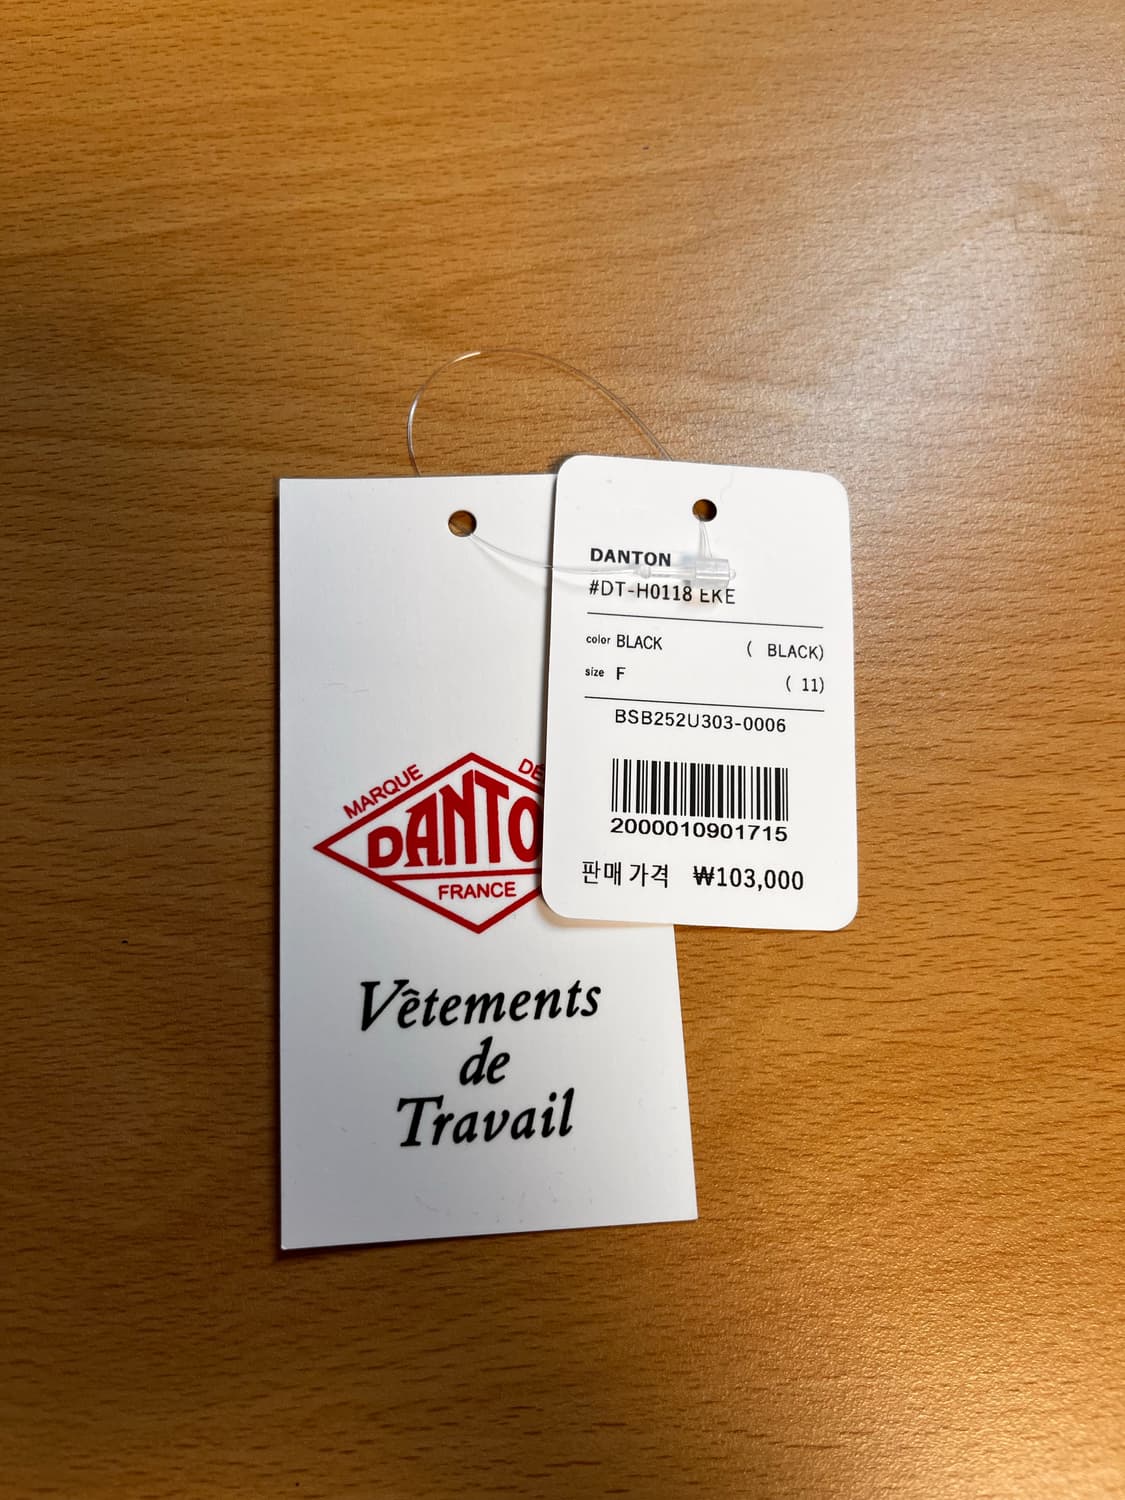 MARQUE
DANTO
FRANCE
Vêtements
de
Travail
DANTON
#DT-H0118 EKE
color BLACK ( BLACK)
size F ( 11)
BSB252U303-0006
2000010901715
판매 가격 ₩103,000